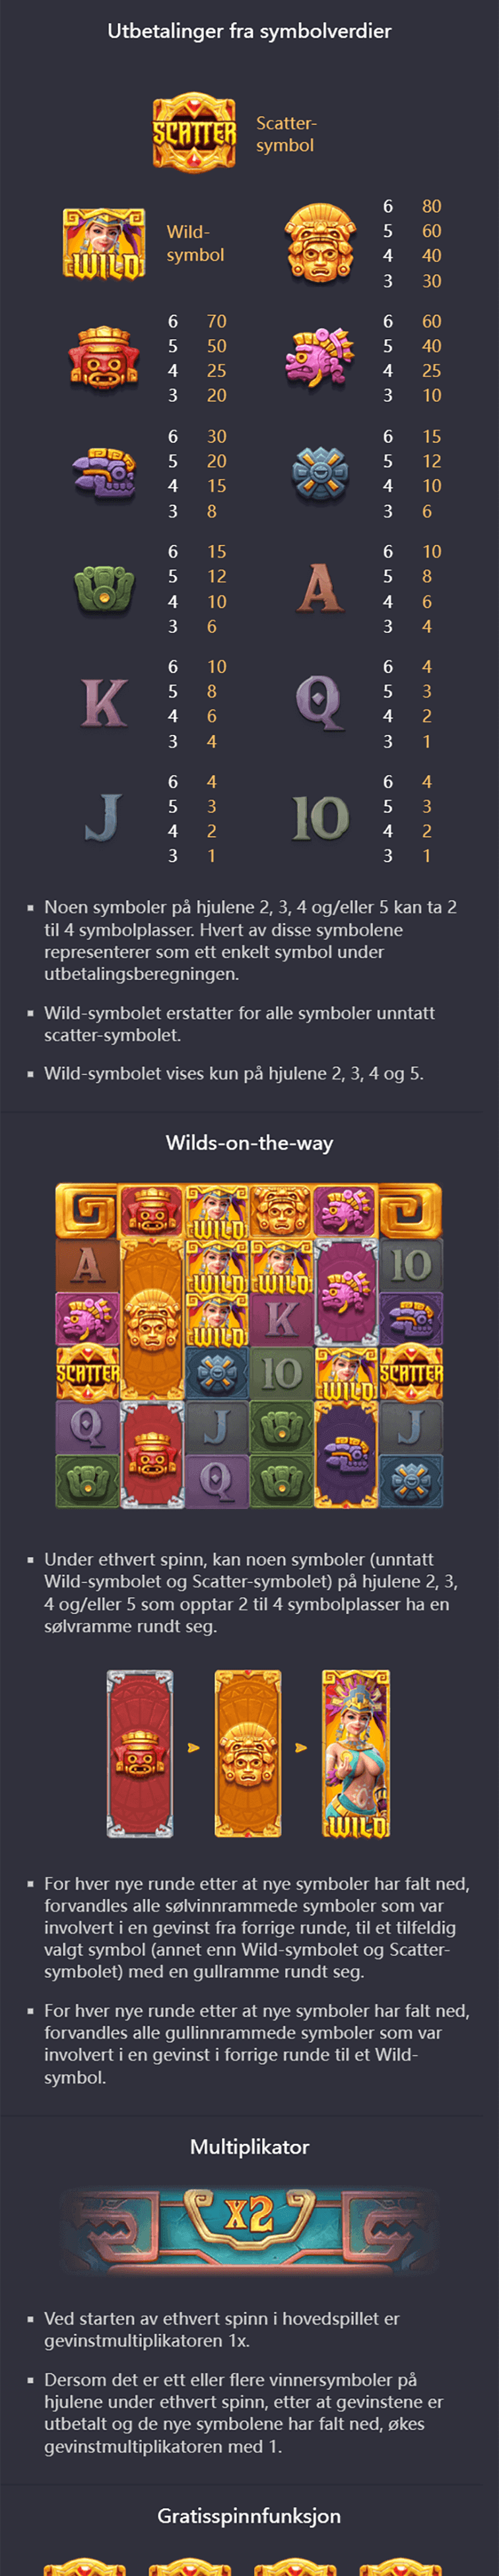 Utbetalinger fra symbolverdier
SCATTER
Scatter-
symbol
WILD
Wild-
symbol
6 80
5 60
4 40
3 30
6 70
5 50
4 25
3 20
6 60
5 40
4 25
3 10
6 30
5 20
4 15
3 8
6 15
5 12
4 10
3 6
6 15
5 12
4 10
3 6
A
6 10
5 8
4 6
3 4
K
6 10
5 8
4 6
3 4
Q
6 4
5 3
4 2
3 1
J
6 4
5 3
4 2
3 1
10
6 4
5 3
4 2
3 1
▪ Noen symboler på hjulene 2, 3, 4 og/eller 5 kan ta 2
til 4 symbolplasser. Hvert av disse symbolene
representerer som ett enkelt symbol under
utbetalingsberegningen.
▪ Wild-symbolet erstatter for alle symboler unntatt
scatter-symbolet.
▪ Wild-symbolet vises kun på hjulene 2, 3, 4 og 5.
Wilds-on-the-way
WILD
A WILD WILD 10
WILD K
SCATTER 10 WILD SCATTER
Q J J
Q
▪ Under ethvert spinn, kan noen symboler (unntatt
Wild-symbolet og Scatter-symbolet) på hjulene 2, 3,
4 og/eller 5 som opptar 2 til 4 symbolplasser ha en
sølvramme rundt seg.
WILD
▪ For hver nye runde etter at nye symboler har falt ned,
forvandles alle sølvinnrammede symboler som var
involvert i en gevinst fra forrige runde, til et tilfeldig
valgt symbol (annet enn Wild-symbolet og Scatter-
symbolet) med en gullramme rundt seg.
▪ For hver nye runde etter at nye symboler har falt ned,
forvandles alle gullinnrammede symboler som var
involvert i en gevinst i forrige runde til et Wild-
symbol.
Multiplikator
x2
▪ Ved starten av ethvert spinn i hovedspillet er
gevinstmultiplikatoren 1x.
▪ Dersom det er ett eller flere vinnersymboler på
hjulene under ethvert spinn, etter at gevinstene er
utbetalt og de nye symbolene har falt ned, økes
gevinstmultiplikatoren med 1.
Gratisspinnfunksjon